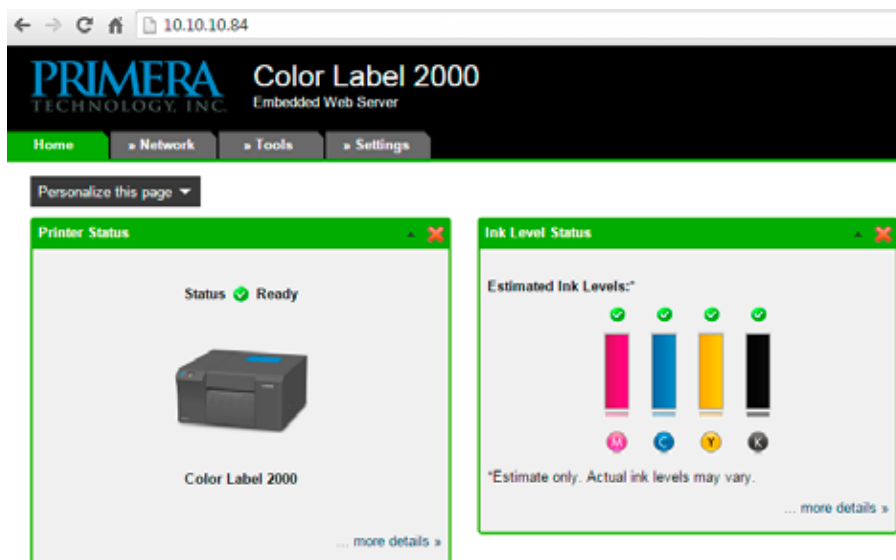 10.10.10.84
PRIMERA
TECHNOLOGY, INC.
Color Label 2000
Embedded Web Server
Home
» Network
» Tools
» Settings
Personalize this page
Printer Status
Status Ready
Color Label 2000
... more details »
Ink Level Status
Estimated Ink Levels:*
M C Y K
*Estimate only. Actual ink levels may vary.
... more details »